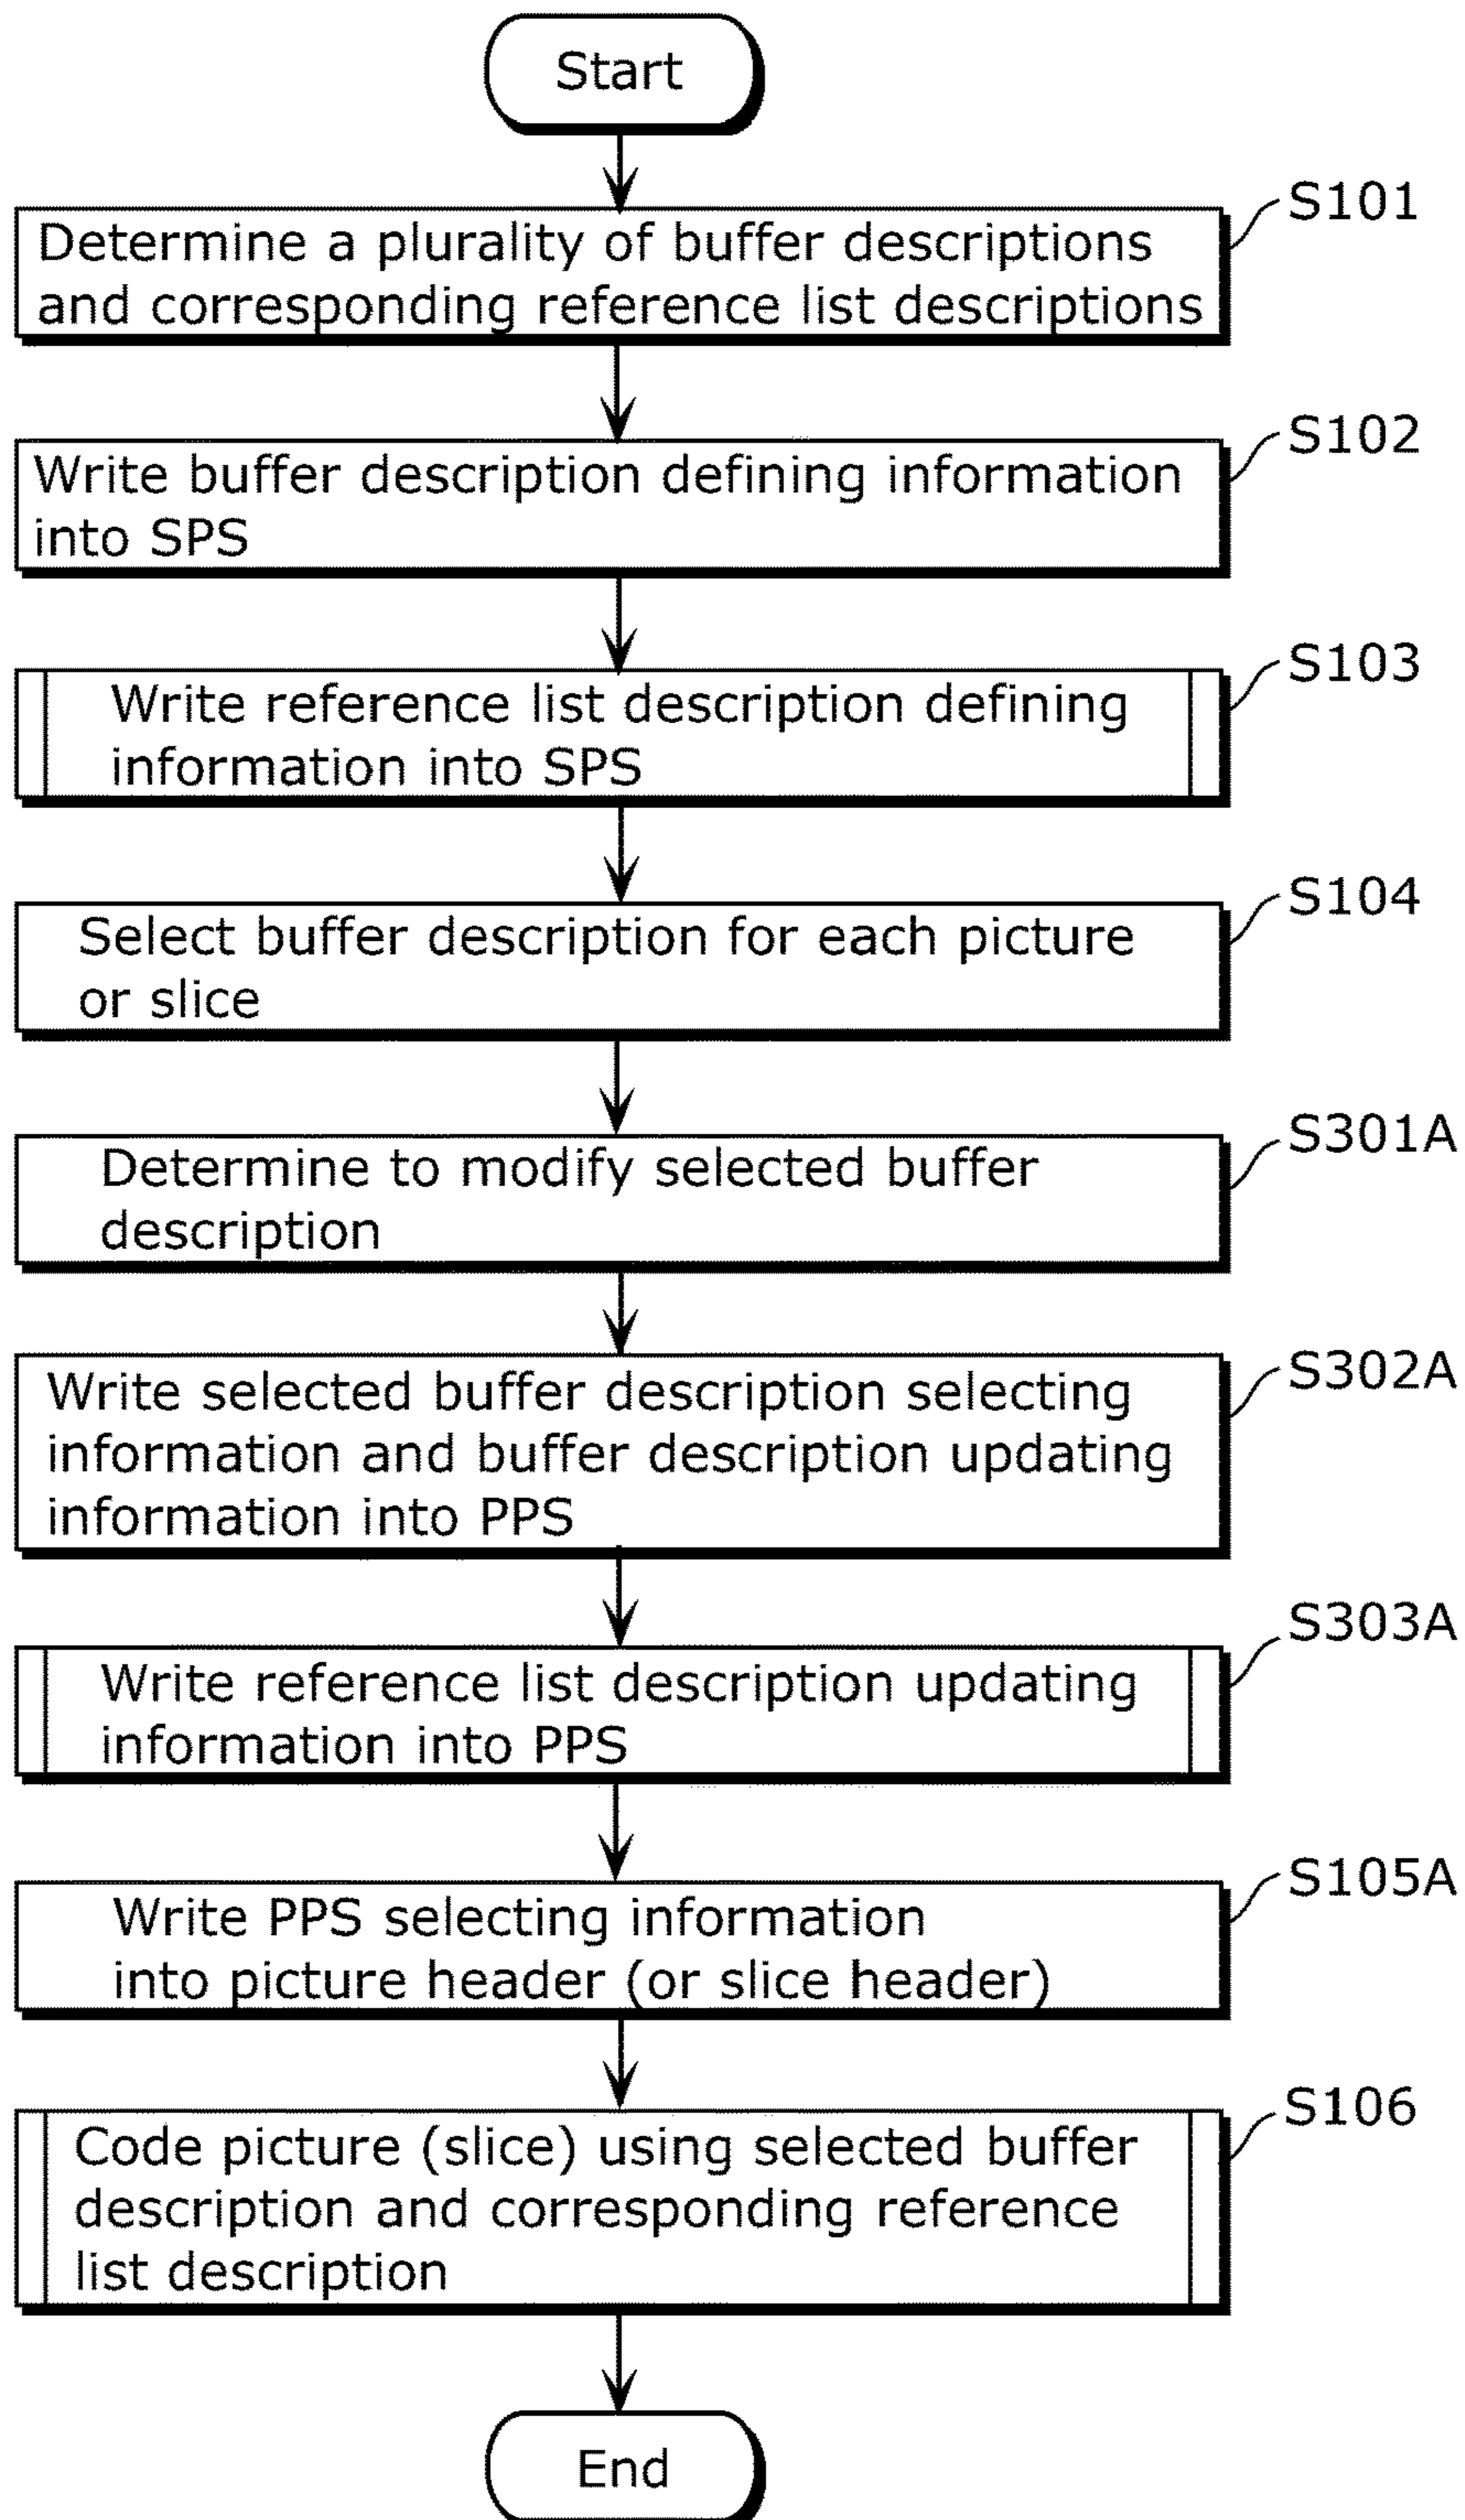 Start
S101
Determine a plurality of buffer descriptions
and corresponding reference list descriptions
S102
Write buffer description defining information
into SPS
S103
Write reference list description defining
information into SPS
S104
Select buffer description for each picture
or slice
S301A
Determine to modify selected buffer
description
S302A
Write selected buffer description selecting
information and buffer description updating
information into PPS
S303A
Write reference list description updating
information into PPS
S105A
Write PPS selecting information
into picture header (or slice header)
S106
Code picture (slice) using selected buffer
description and corresponding reference
list description
End